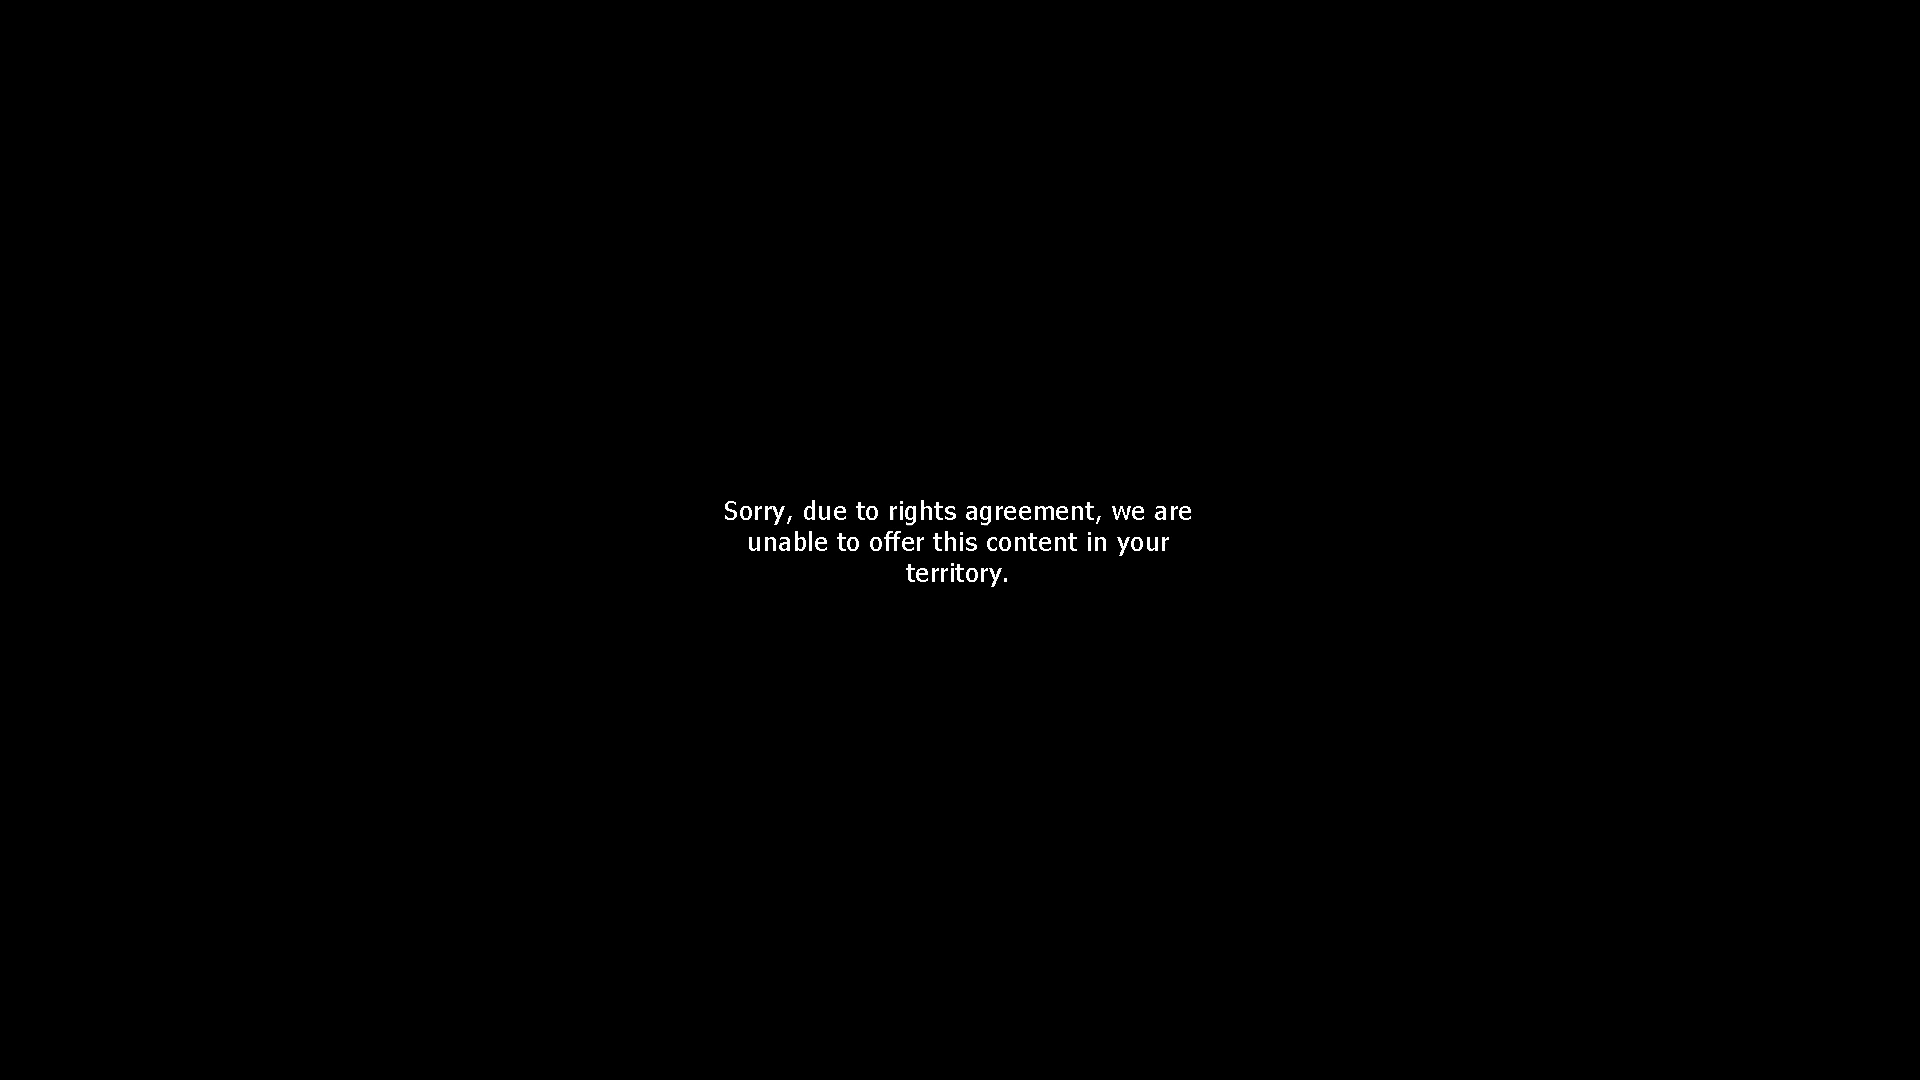 Sorry, due to rights agreement, we are
unable to offer this content in your
territory.